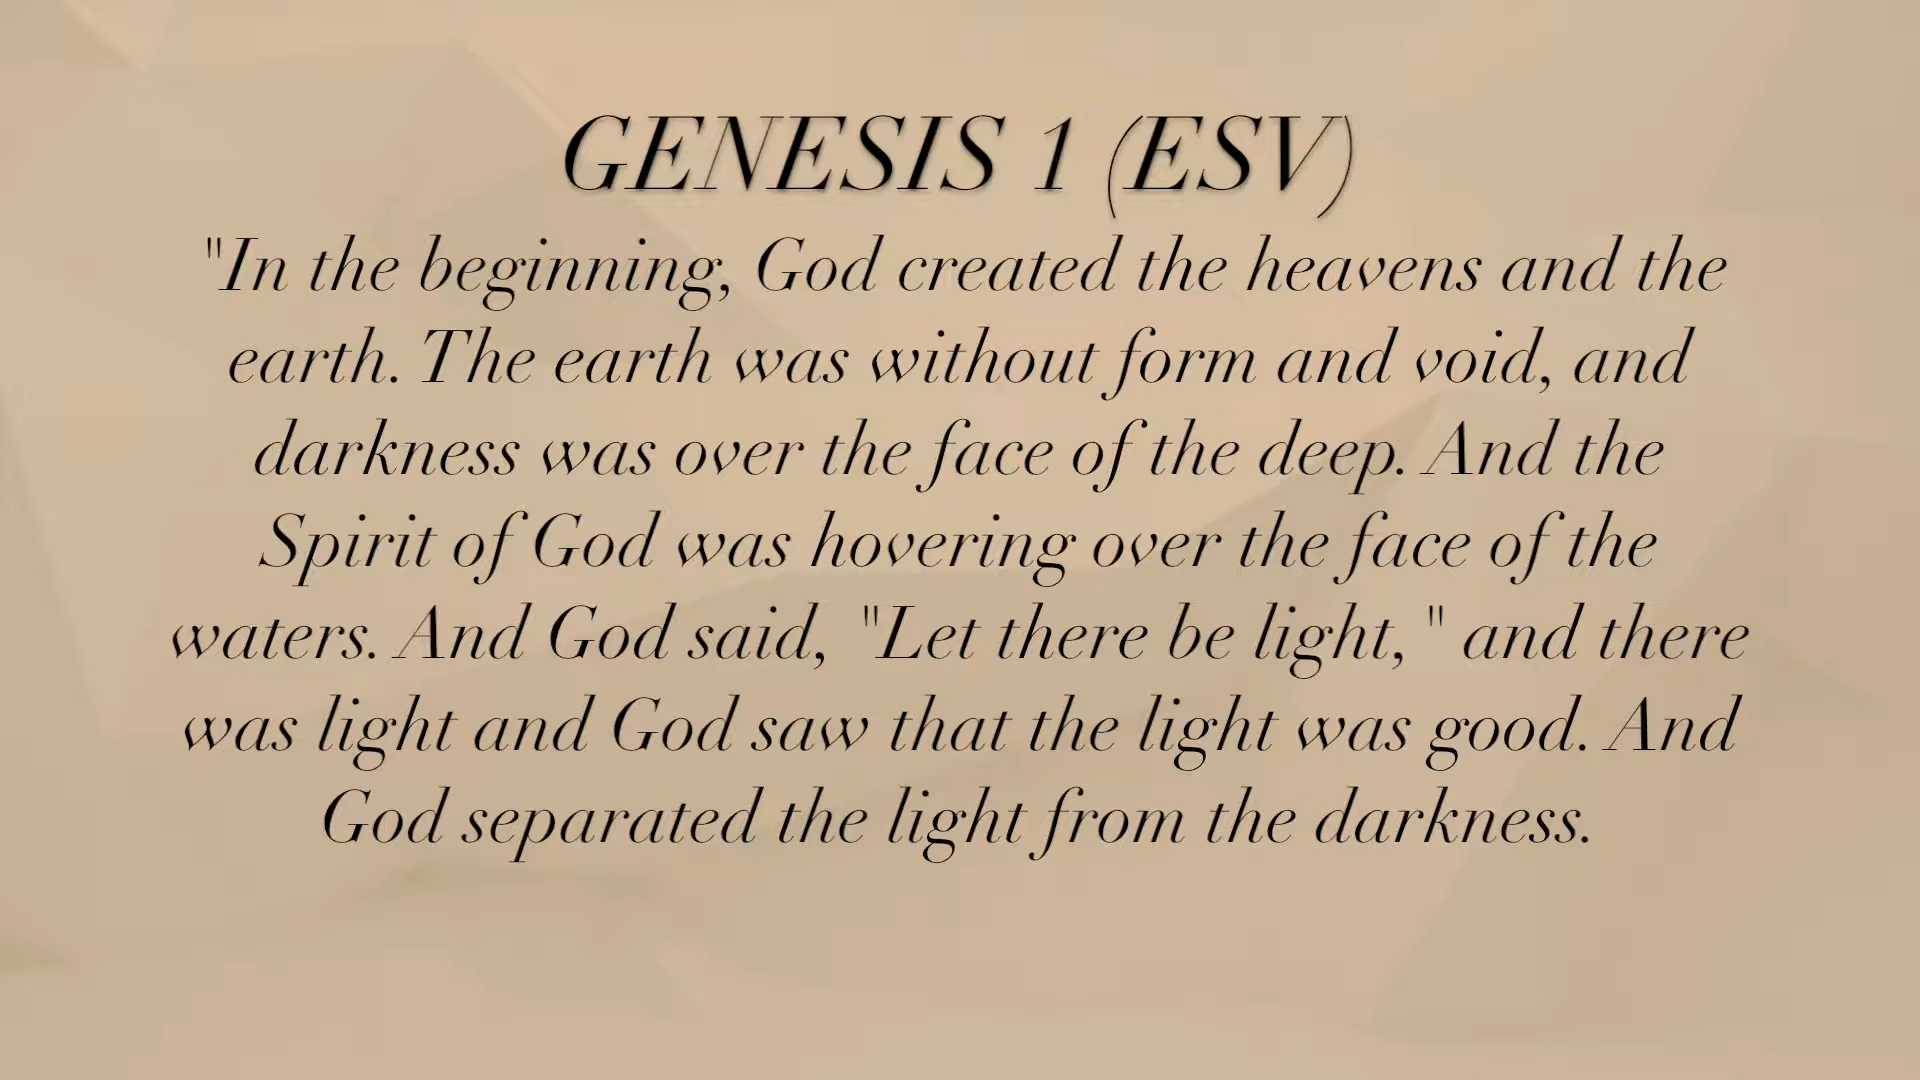 GENESIS 1 (ESV)
"In the beginning, God created the heavens and the
earth. The earth was without form and void, and
darkness was over the face of the deep. And the
Spirit of God was hovering over the face of the
waters. And God said, "Let there be light, " and there
was light and God saw that the light was good. And
God separated the light from the darkness.